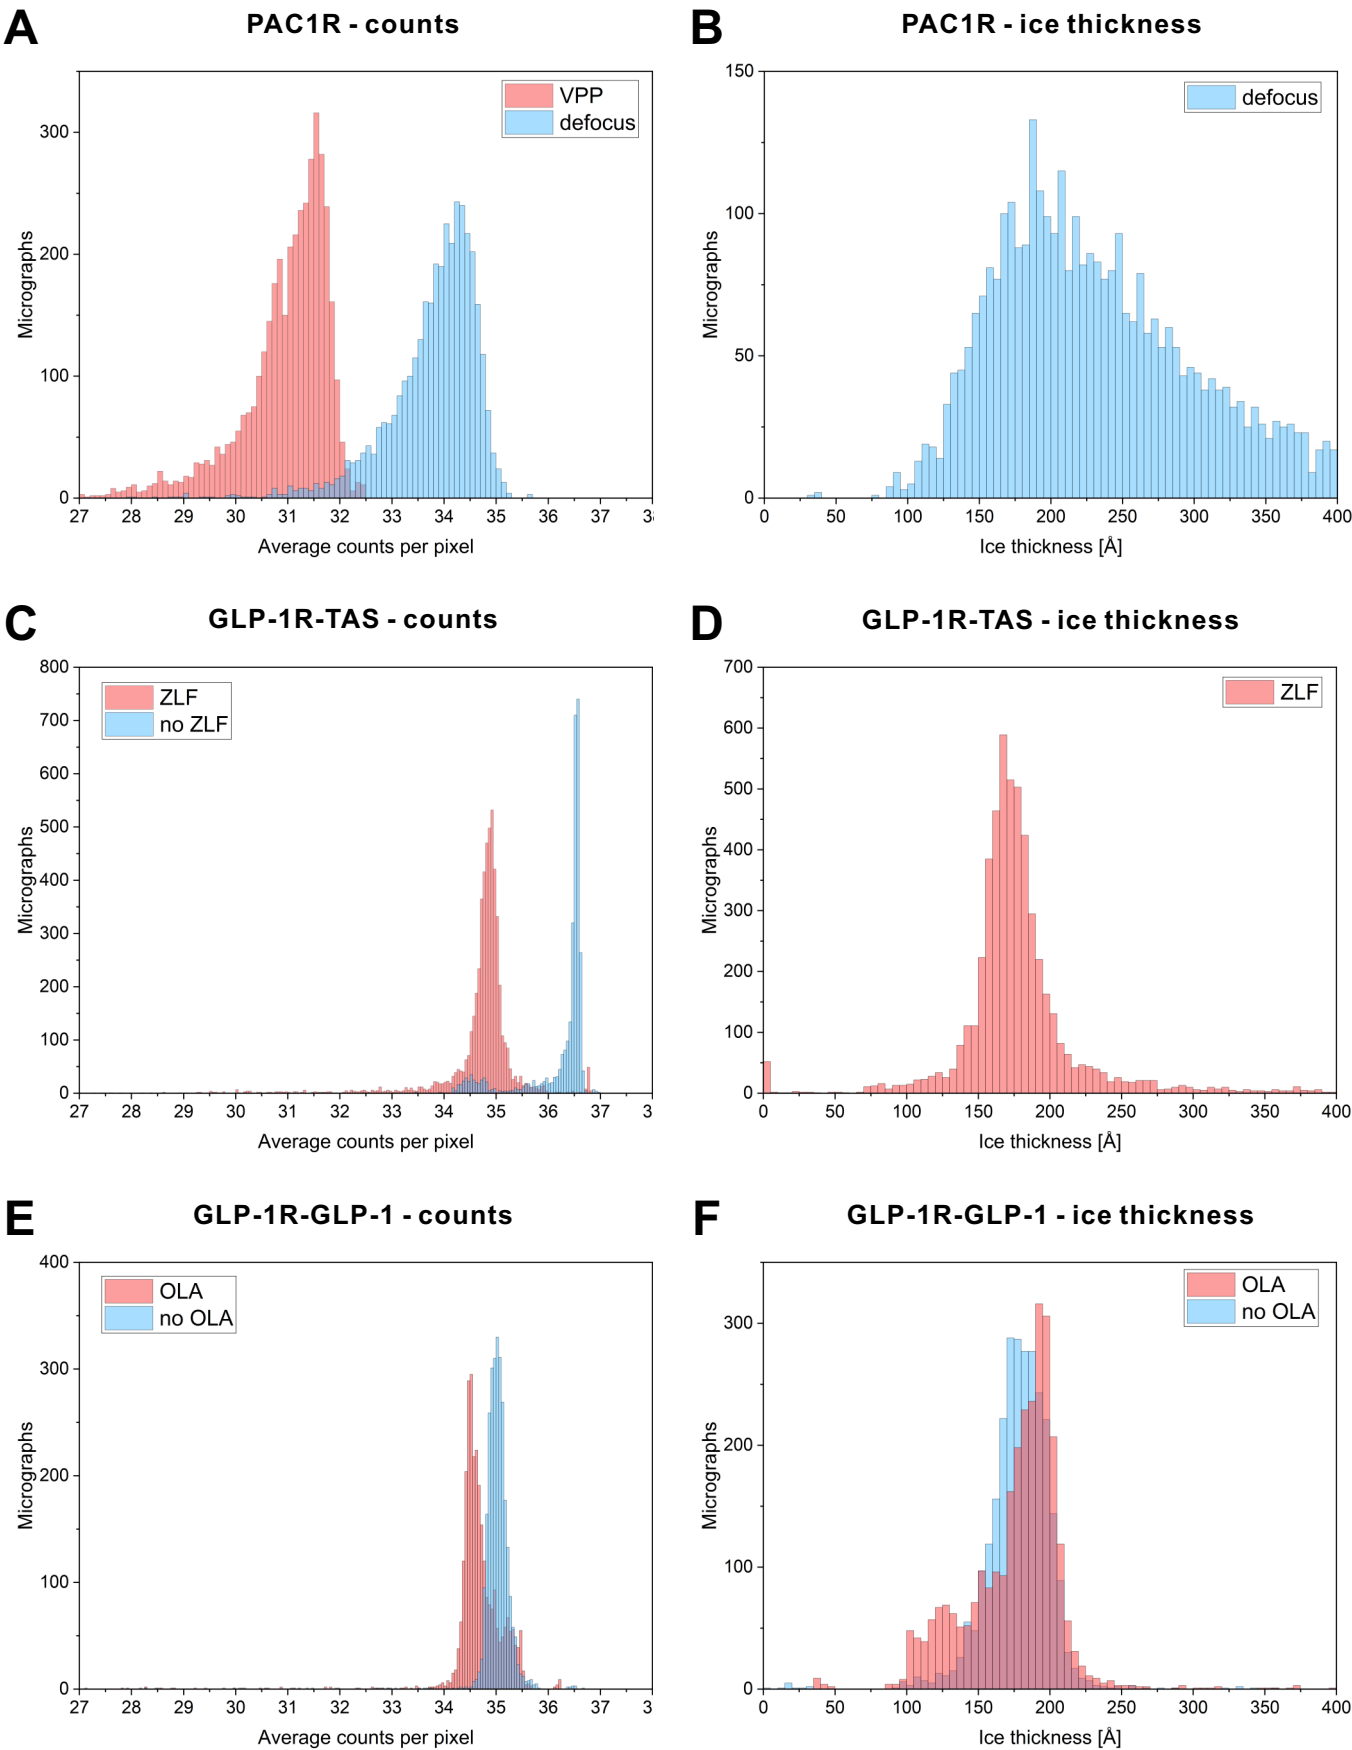 A
PAC1R - counts
VPP
defocus
300
200
100
0
Micrographs
27 28 29 30 31 32 33 34 35 36 37 3
Average counts per pixel
B
PAC1R - ice thickness
defocus
150
100
50
0
Micrographs
0 50 100 150 200 250 300 350 400
Ice thickness [Å]
C
GLP-1R-TAS - counts
ZLF
no ZLF
800
700
600
500
400
300
200
100
0
Micrographs
27 28 29 30 31 32 33 34 35 36 37 3
Average counts per pixel
D
GLP-1R-TAS - ice thickness
ZLF
700
600
500
400
300
200
100
0
Micrographs
0 50 100 150 200 250 300 350 400
Ice thickness [Å]
E
GLP-1R-GLP-1 - counts
OLA
no OLA
400
300
200
100
0
Micrographs
27 28 29 30 31 32 33 34 35 36 37 3
Average counts per pixel
F
GLP-1R-GLP-1 - ice thickness
OLA
no OLA
300
200
100
0
Micrographs
0 50 100 150 200 250 300 350 400
Ice thickness [Å]